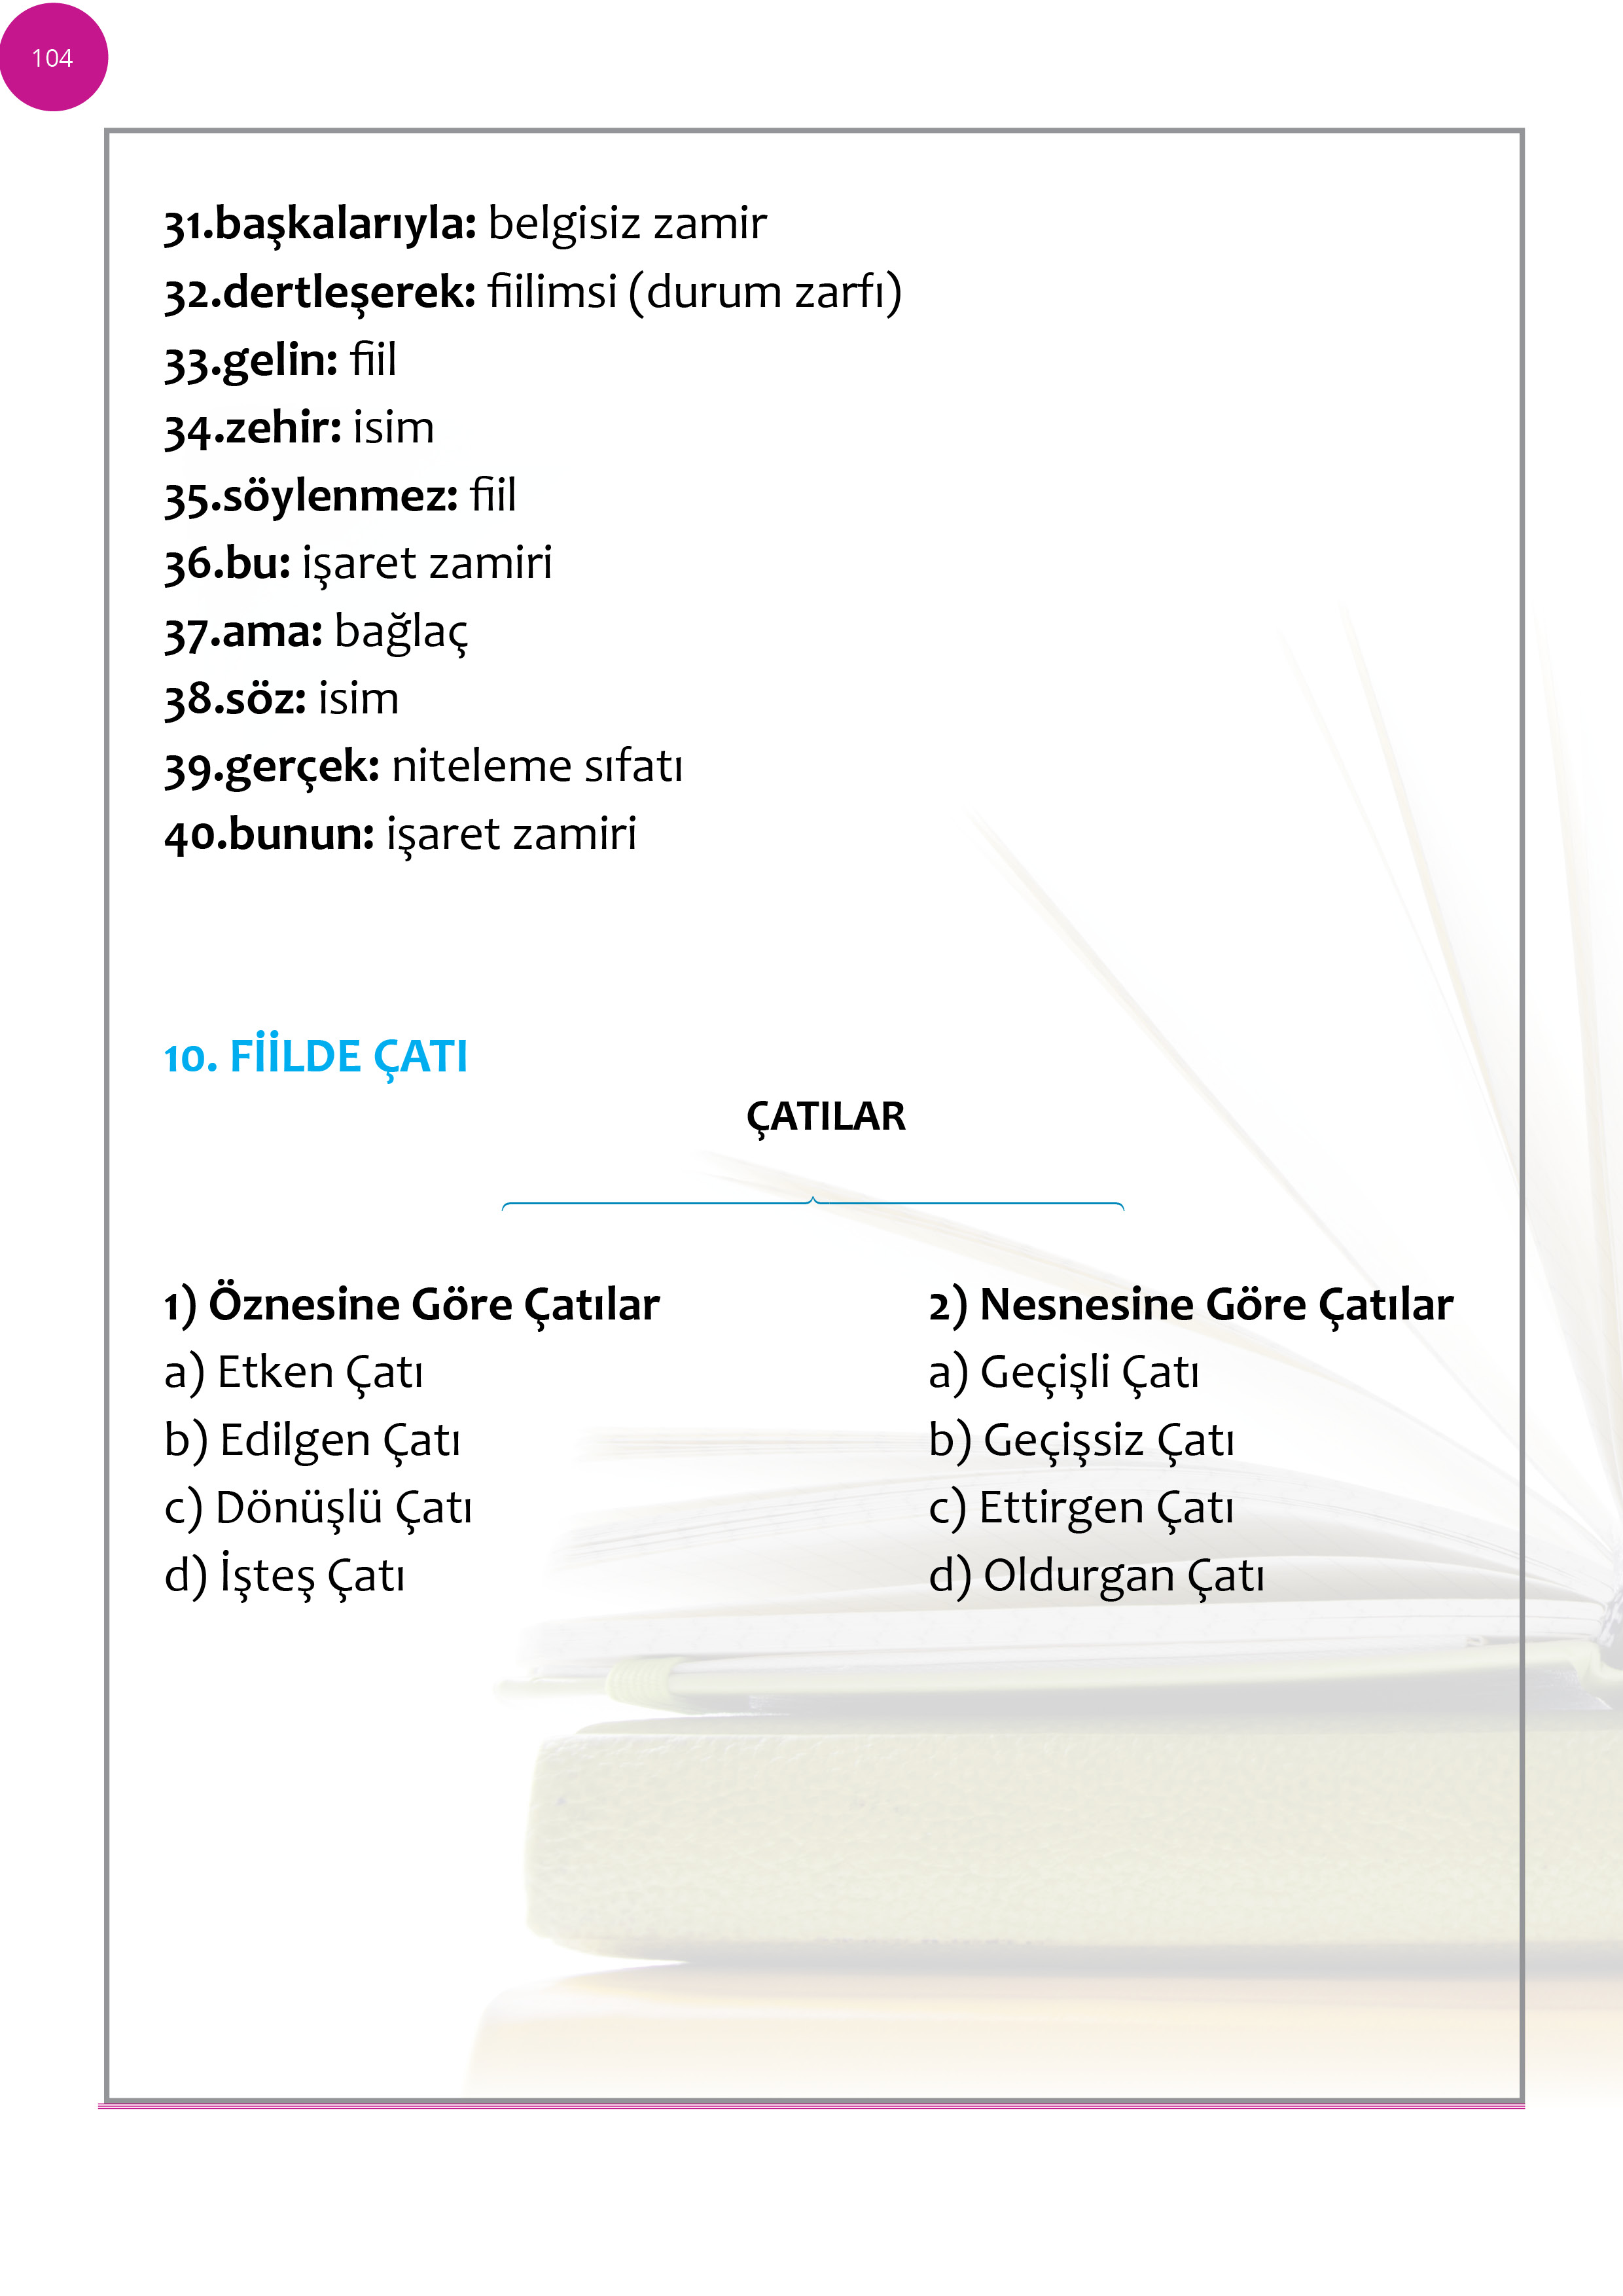 104
31.başkalarıyla: belgisiz zamir
32.dertleşerek: fiilimsi (durum zarfı)
33.gelin: fiil
34.zehir: isim
35.söylenmez: fiil
36.bu: işaret zamiri
37.ama: bağlaç
38.söz: isim
39.gerçek: niteleme sıfatı
40.bunun: işaret zamiri
10. FİİLDE ÇATI
ÇATILAR
1) Öznesine Göre Çatılar
a) Etken Çatı
b) Edilgen Çatı
c) Dönüşlü Çatı
d) İşteş Çatı
2) Nesnesine Göre Çatılar
a) Geçişli Çatı
b) Geçişsiz Çatı
c) Ettirgen Çatı
d) Oldurgan Çatı